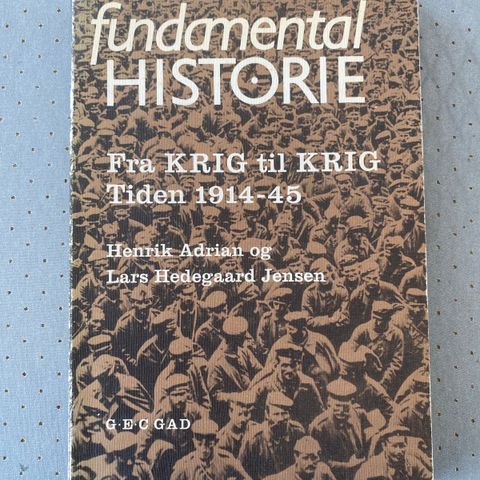 fundamental
HISTORIE
Fra KRIG til KRIG
Tiden 1914-45
Henrik Adrian og
Lars Hedegaard Jensen
G·E·C GAD